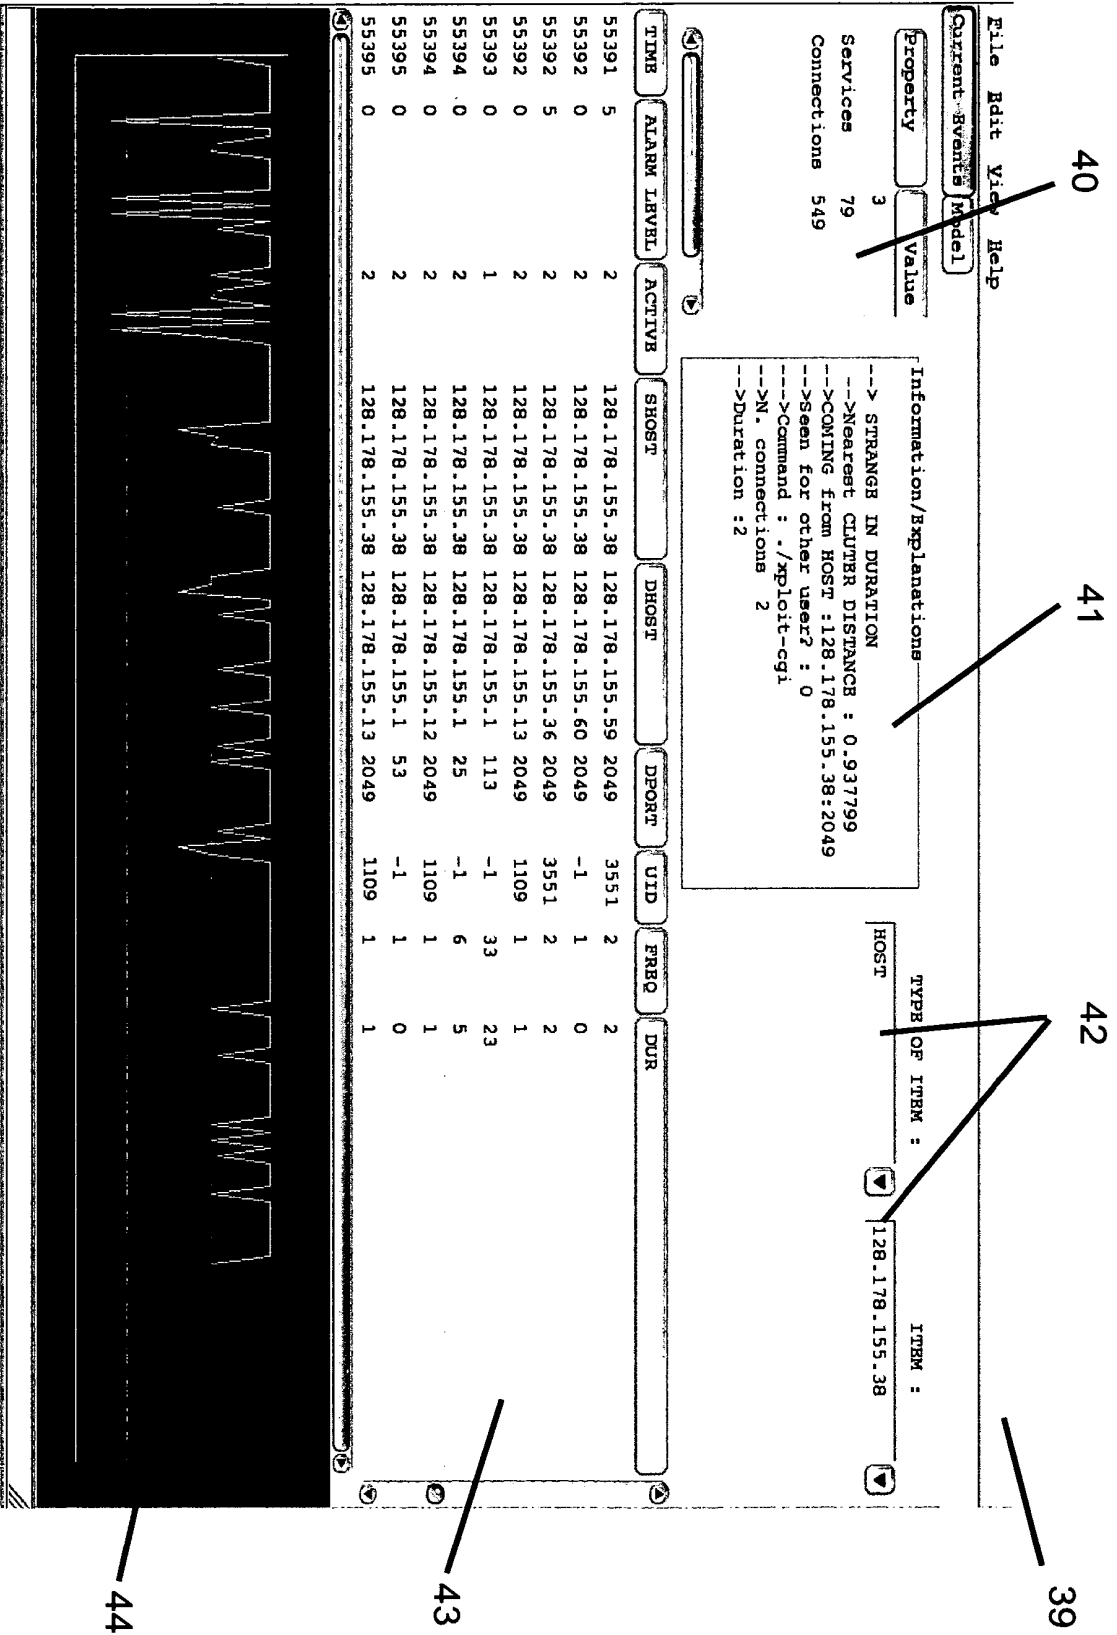 40
41
42
39
File Edit View Help
Current Events Model
Property Value
3
Services 79
Connections 549
Information/Explanations
--> STRANGE IN DURATION
-->Nearest CLUTER DISTANCE : 0.937799
-->COMING from HOST :128.178.155.38:2049
-->Seen for other user? : 0
--->Command : ./xploit-cgi
-->N. connections 2
-->Duration :2
TYPE OF ITEM : ITEM :
HOST 128.178.155.38
TIME ALARM LEVEL ACTIVE SHOST DHOST DPORT UID FREQ DUR
55391 5 2 128.178.155.38 128.178.155.59 2049 3551 2 2
55392 0 2 128.178.155.38 128.178.155.60 2049 -1 1 0
55392 5 2 128.178.155.38 128.178.155.36 2049 3551 2 2
55392 0 2 128.178.155.38 128.178.155.13 2049 1109 1 1
55393 0 1 128.178.155.38 128.178.155.1 113 -1 33 23
55394 0 2 128.178.155.38 128.178.155.1 25 -1 6 5
55394 0 2 128.178.155.38 128.178.155.12 2049 1109 1 1
55395 0 2 128.178.155.38 128.178.155.1 53 -1 1 0
55395 0 2 128.178.155.38 128.178.155.13 2049 1109 1 1
43
44